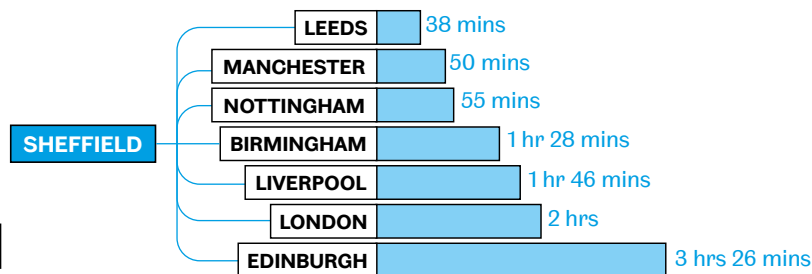 LEEDS 38 mins
MANCHESTER 50 mins
NOTTINGHAM 55 mins
SHEFFIELD BIRMINGHAM 1 hr 28 mins
LIVERPOOL 1 hr 46 mins
LONDON 2 hrs
EDINBURGH 3 hrs 26 mins